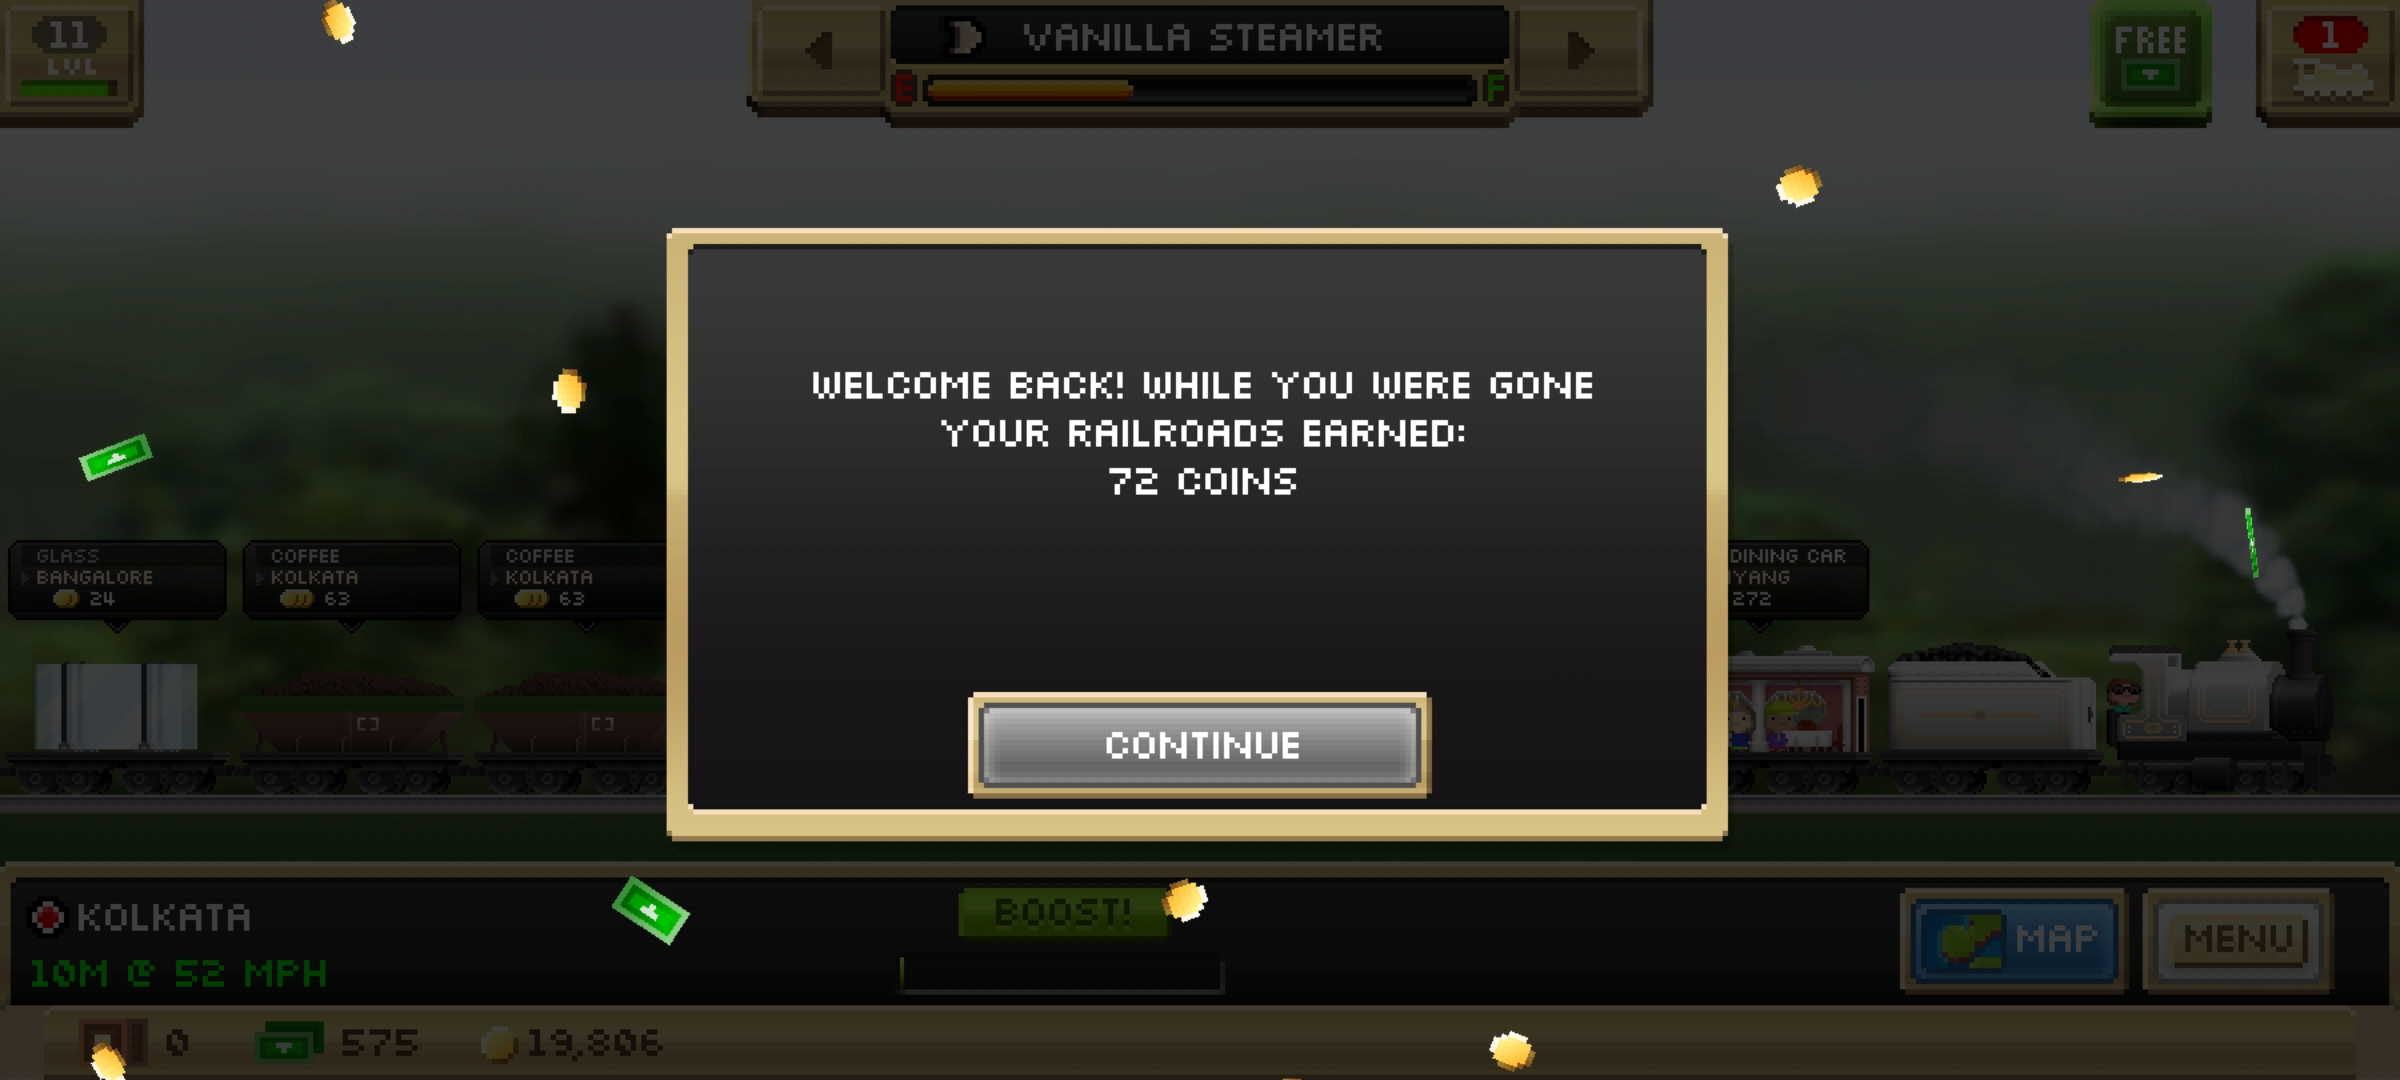 11
LVL
VANILLA STEAMER
E
F
FREE
1
WELCOME BACK! WHILE YOU WERE GONE
YOUR RAILROADS EARNED:
72 COINS
CONTINUE
GLASS
BANGALORE
24
COFFEE
KOLKATA
63
COFFEE
KOLKATA
63
DINING CAR
272
KOLKATA
10M @ 52 MPH
BOOST!
MAP
MENU
0
575
19,806